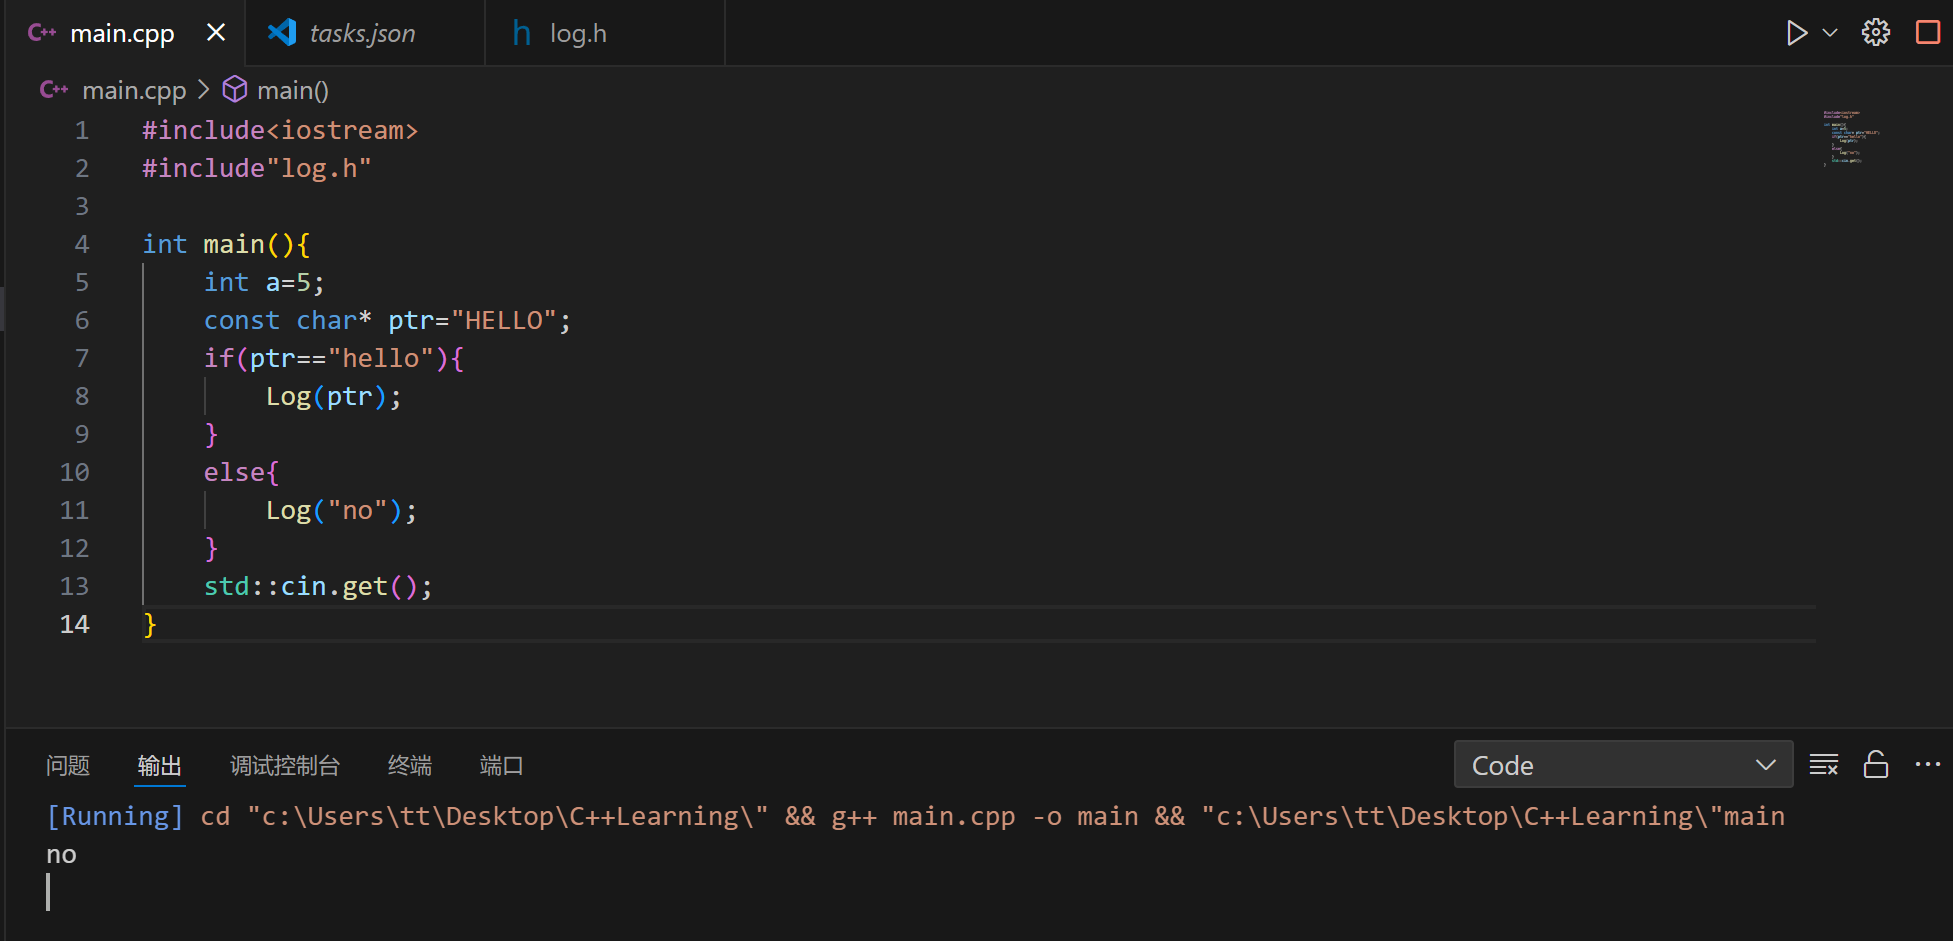 C++ main.cpp tasks.json h log.h
C++ main.cpp > main()
1 #include<iostream>
2 #include"log.h"
3
4 int main(){
5     int a=5;
6     const char* ptr="HELLO";
7     if(ptr=="hello"){
8         Log(ptr);
9     }
10     else{
11         Log("no");
12     }
13     std::cin.get();
14 }
问题 输出 调试控制台 终端 端口 Code
[Running] cd "c:\Users\tt\Desktop\C++Learning\" && g++ main.cpp -o main && "c:\Users\tt\Desktop\C++Learning\"main
no